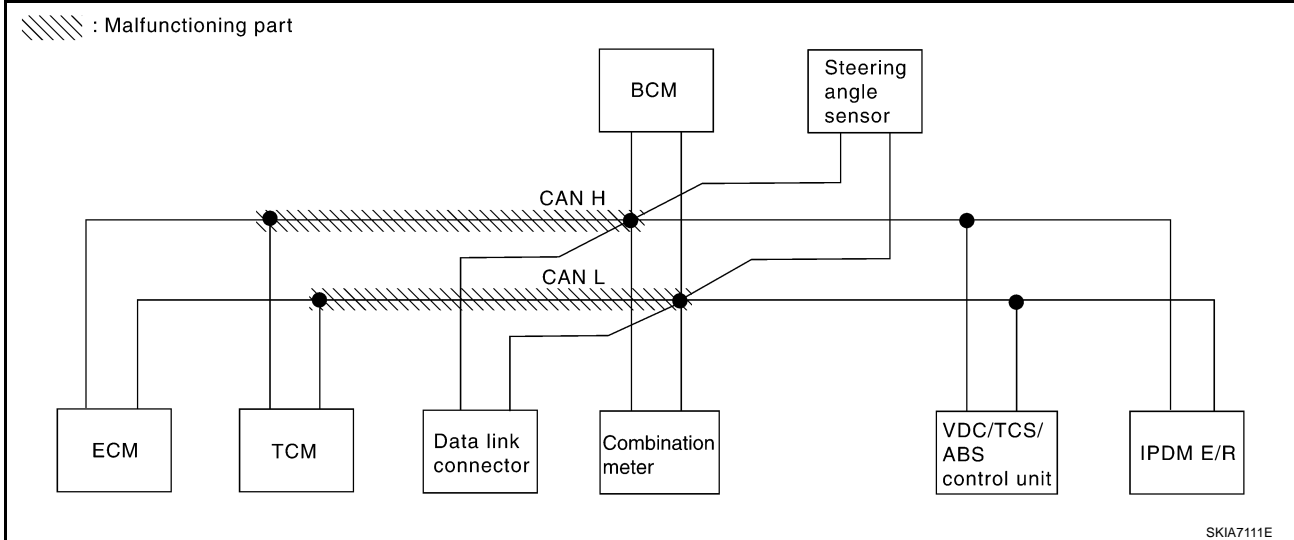 : Malfunctioning part
BCM
Steering
angle
sensor
CAN H
CAN L
ECM
TCM
Data link
connector
Combination
meter
VDC/TCS/
ABS
control unit
IPDM E/R
SKIA7111E